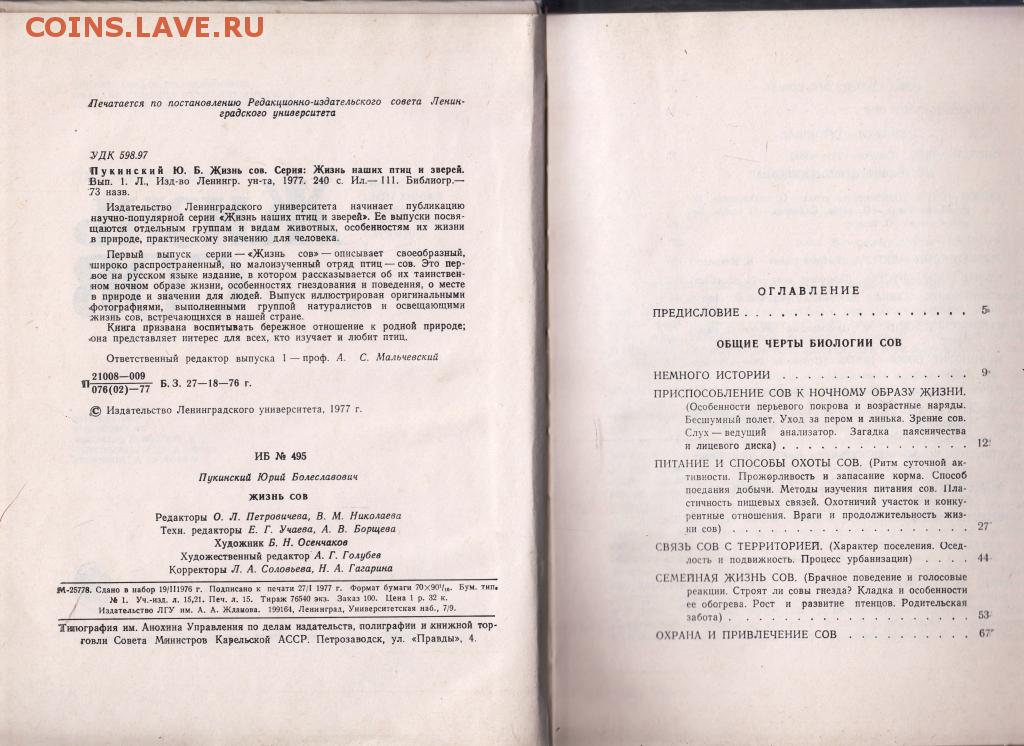 COINS.LAVE.RU
Печатается по постановлению Редакционно-издательского совета Ленин-
градского университета
УДК 598.97
Пукинский Ю. Б. Жизнь сов. Серия: Жизнь наших птиц и зверей.
Вып. 1. Л., Изд-во Ленингр. ун-та, 1977. 240 с. Ил.— 111. Библиогр.—
73 назв.
Издательство Ленинградского университета начинает публикацию
научно-популярной серии «Жизнь наших птиц и зверей». Ее выпуски посвя-
щаются отдельным группам и видам животных, особенностям их жизни
в природе, практическому значению для человека.
Первый выпуск серии — «Жизнь сов» — описывает своеобразный,
широко распространенный, но малоизученный отряд птиц — сов. Это пер-
вое на русском языке издание, в котором рассказывается об их таинствен-
ном ночном образе жизни, особенностях гнездования и поведения, о месте
в природе и значении для людей. Выпуск иллюстрирован оригинальными
фотографиями, выполненными группой натуралистов и освещающими
жизнь сов, встречающихся в нашей стране.
Книга призвана воспитывать бережное отношение к родной природе;
она представляет интерес для всех, кто изучает и любит птиц.
Ответственный редактор выпуска 1 — проф. А. С. Мальчевский
П 21008—009
076(02)—77 Б. З. 27—18—76 г.
© Издательство Ленинградского университета, 1977 г.
ИБ № 495
Пукинский Юрий Болеславович
ЖИЗНЬ СОВ
Редакторы О. Л. Петровичева, В. М. Николаева
Техн. редакторы Е. Г. Учаева, А. В. Борщева
Художник Б. Н. Осенчаков
Художественный редактор А. Г. Голубев
Корректоры Л. А. Соловьева, Н. А. Гагарина
М-25778. Сдано в набор 19/II1976 г. Подписано к печати 27/I 1977 г. Формат бумаги 70×90 1/16. Бум. тип.
№ 1. Уч.-изд. л. 15,21. Печ. л. 15. Тираж 76540 экз. Заказ 100. Цена 1 р. 32 к.
Издательство ЛГУ им. А. А. Жданова. 199164, Ленинград, Университетская наб., 7/9.
Типография им. Анохина Управления по делам издательств, полиграфии и книжной тор-
говли Совета Министров Карельской АССР. Петрозаводск, ул. «Правды», 4.
ОГЛАВЛЕНИЕ
ПРЕДИСЛОВИЕ . . . . . . . . . . . . . . . . . 5
ОБЩИЕ ЧЕРТЫ БИОЛОГИИ СОВ
НЕМНОГО ИСТОРИИ . . . . . . . . . . . . . . . 9
ПРИСПОСОБЛЕНИЕ СОВ К НОЧНОМУ ОБРАЗУ ЖИЗНИ.
(Особенности перьевого покрова и возрастные наряды.
Бесшумный полет. Уход за пером и линька. Зрение сов.
Слух — ведущий анализатор. Загадка паясничества
и лицевого диска) . . . . . . . . . . . . . . . 12
ПИТАНИЕ И СПОСОБЫ ОХОТЫ СОВ. (Ритм суточной ак-
тивности. Прожорливость и запасание корма. Способ
поедания добычи. Методы изучения питания сов. Пла-
стичность пищевых связей. Охотничий участок и конку-
рентные отношения. Враги и продолжительность жиз-
ни сов) . . . . . . . . . . . . . . . . . . . 27
СВЯЗЬ СОВ С ТЕРРИТОРИЕЙ. (Характер поселения. Осед-
лость и подвижность. Процесс урбанизации) . . . . 44
СЕМЕЙНАЯ ЖИЗНЬ СОВ. (Брачное поведение и голосовые
реакции. Строят ли совы гнезда? Кладка и особенности
ее обогрева. Рост и развитие птенцов. Родительская
забота) . . . . . . . . . . . . . . . . . . . 53
ОХРАНА И ПРИВЛЕЧЕНИЕ СОВ . . . . . . . . . . 67